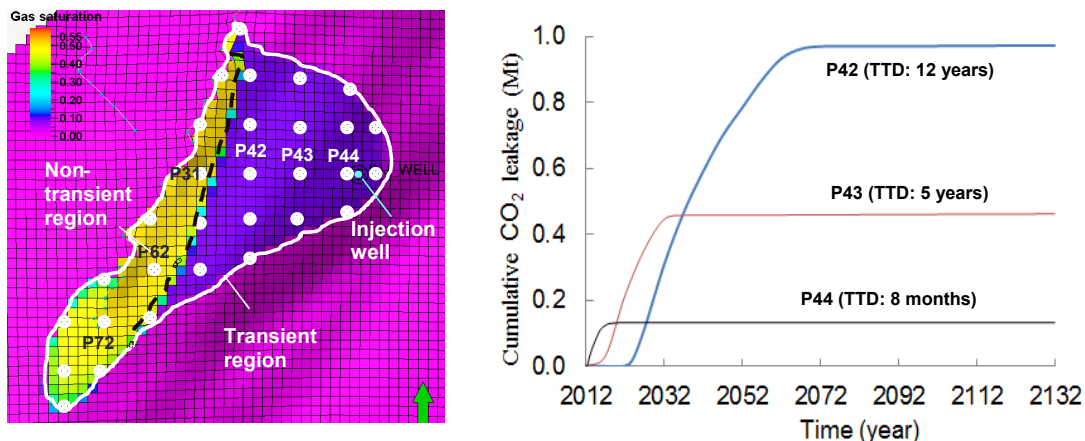 Gas saturation
0.55
0.40
0.30
0.20
0.10
0.00
P42
P43
P44
WELL
P31
Non-
transient
region
Injection
well
P62
Transient
region
P72
Cumulative CO₂ leakage (Mt)
1.0
0.8
0.6
0.4
0.2
0.0
P42 (TTD: 12 years)
P43 (TTD: 5 years)
P44 (TTD: 8 months)
2012
2032
2052
2072
2092
2112
2132
Time (year)